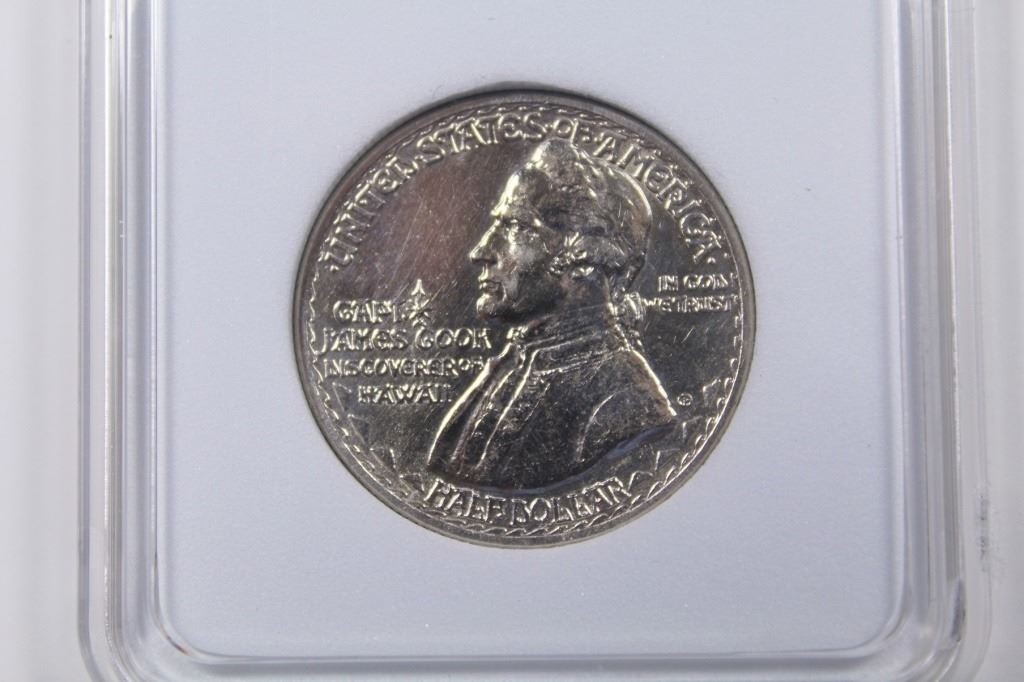 ·UNITED·STATES·OF·AMERICA·
CAPT.
JAMES COOK
DISCOVERER OF
HAWAII
IN GOD
WE TRUST
HALF DOLLAR